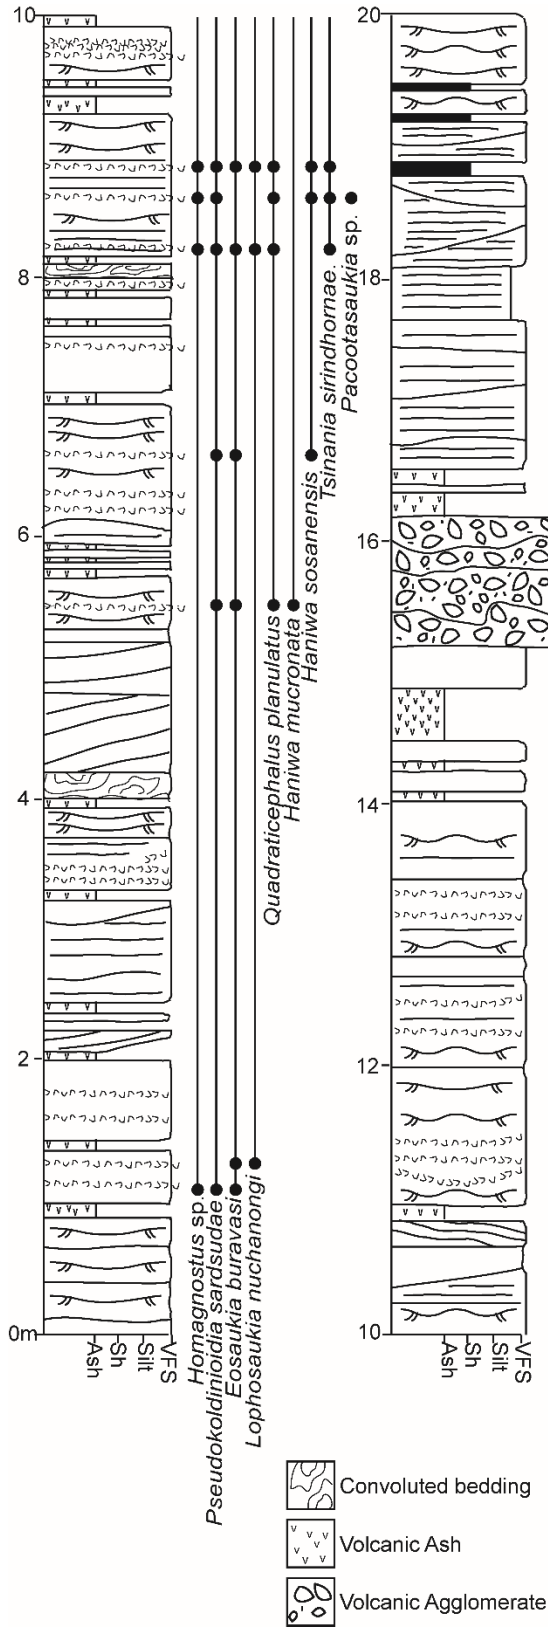 10
8
6
4
2
0m
Ash
Sh
Silt
VFS
Homagnostus sp.
Pseudokoldinioidia sardsudae
Eosaukia buravasi
Lophosaukia nuchanongi
Quadraticephalus planulatus
Haniwa mucronata
Haniwa sosanensis
Tsinania sirindhornae.
Pacootasaukia sp.
20
18
16
14
12
10
Ash
Sh
Silt
VFS
Convoluted bedding
Volcanic Ash
Volcanic Agglomerate